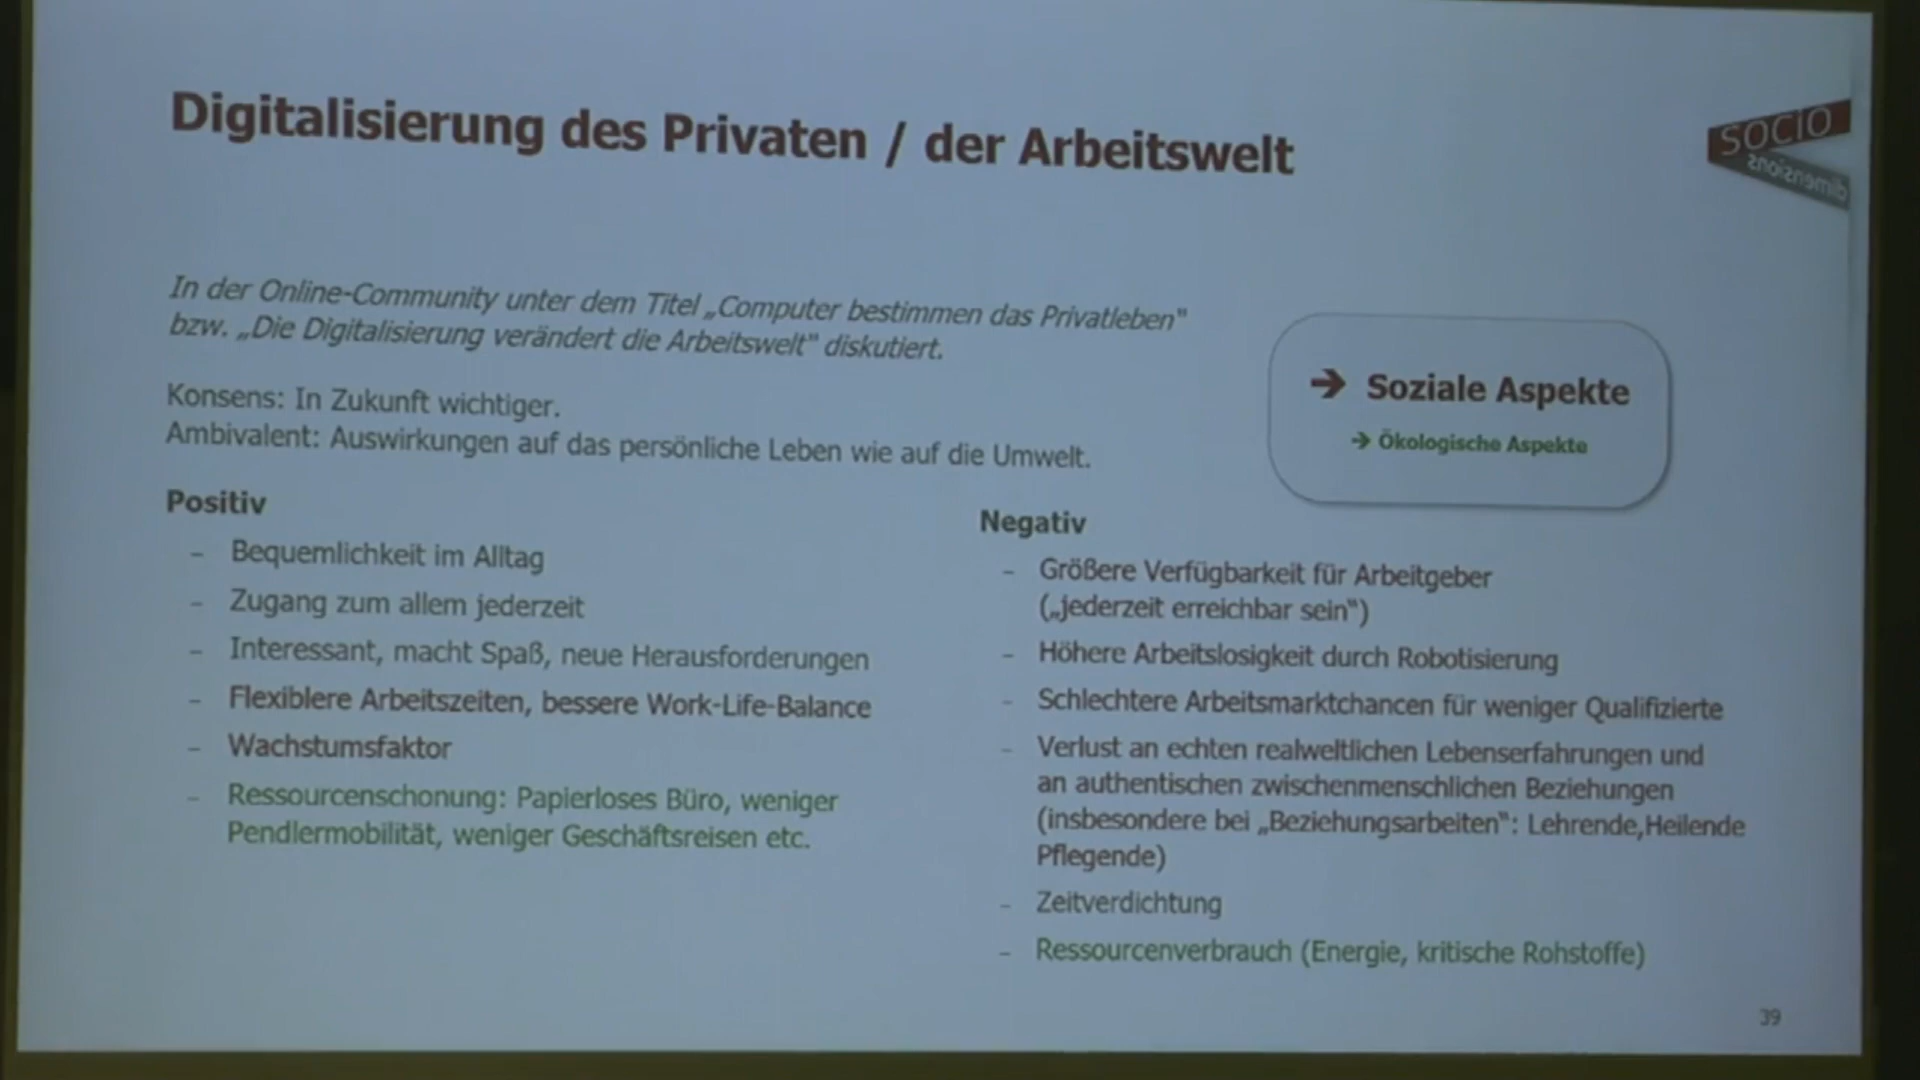 Digitalisierung des Privaten / der Arbeitswelt
SOCIO
dimensions
In der Online-Community unter dem Titel „Computer bestimmen das Privatleben"
bzw. „Die Digitalisierung verändert die Arbeitswelt" diskutiert.
Konsens: In Zukunft wichtiger.
Ambivalent: Auswirkungen auf das persönliche Leben wie auf die Umwelt.
→ Soziale Aspekte
→ Ökologische Aspekte
Positiv
- Bequemlichkeit im Alltag
- Zugang zum allem jederzeit
- Interessant, macht Spaß, neue Herausforderungen
- Flexiblere Arbeitszeiten, bessere Work-Life-Balance
- Wachstumsfaktor
- Ressourcenschonung: Papierloses Büro, weniger
Pendlermobilität, weniger Geschäftsreisen etc.
Negativ
- Größere Verfügbarkeit für Arbeitgeber
(„jederzeit erreichbar sein")
- Höhere Arbeitslosigkeit durch Robotisierung
- Schlechtere Arbeitsmarktchancen für weniger Qualifizierte
- Verlust an echten realweltlichen Lebenserfahrungen und
an authentischen zwischenmenschlichen Beziehungen
(insbesondere bei „Beziehungsarbeiten": Lehrende,Heilende
Pflegende)
- Zeitverdichtung
- Ressourcenverbrauch (Energie, kritische Rohstoffe)
39